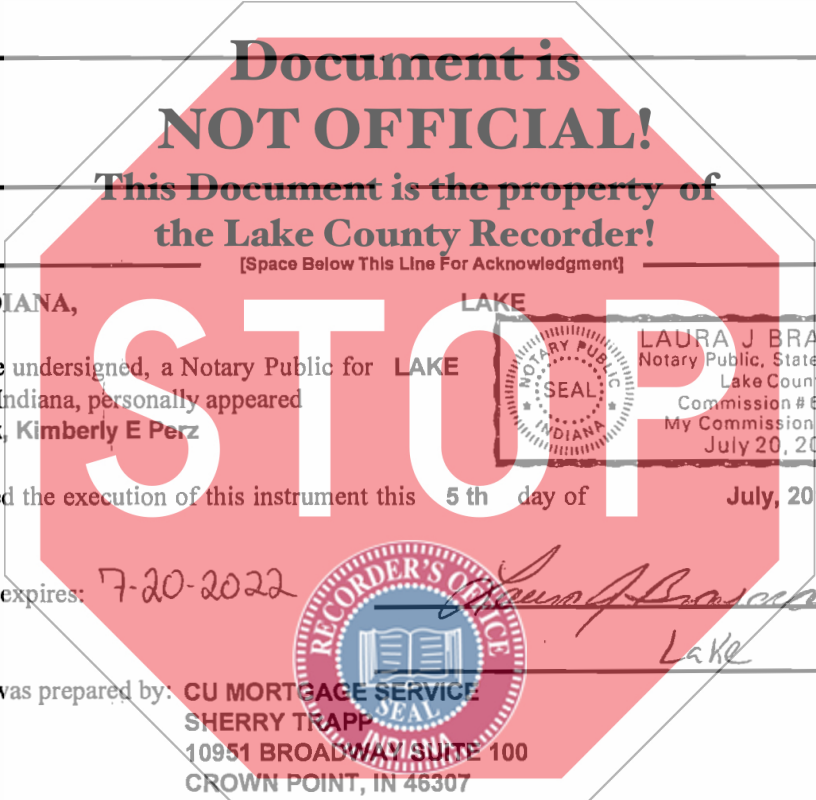 Document is
NOT OFFICIAL!
This Document is the property of
the Lake County Recorder!
[Space Below This Line For Acknowledgment]
STOP
IANA, LAKE
undersigned, a Notary Public for LAKE
Indiana, personally appeared
Kimberly E Perz
NOTARY PUBLIC
SEAL
INDIANA
LAURA J BRA
Notary Public, State
Lake Coun
Commission # 6
My Commission
July 20, 20
d the execution of this instrument this 5 th day of July, 20
expires: 7-20-2022
Laura J. Bra
Lake
RECORDER'S OFFICE
SEAL
INDIANA
was prepared by: CU MORTGAGE SERVICE
SHERRY TRAPP
10951 BROADWAY SUITE 100
CROWN POINT, IN 46307